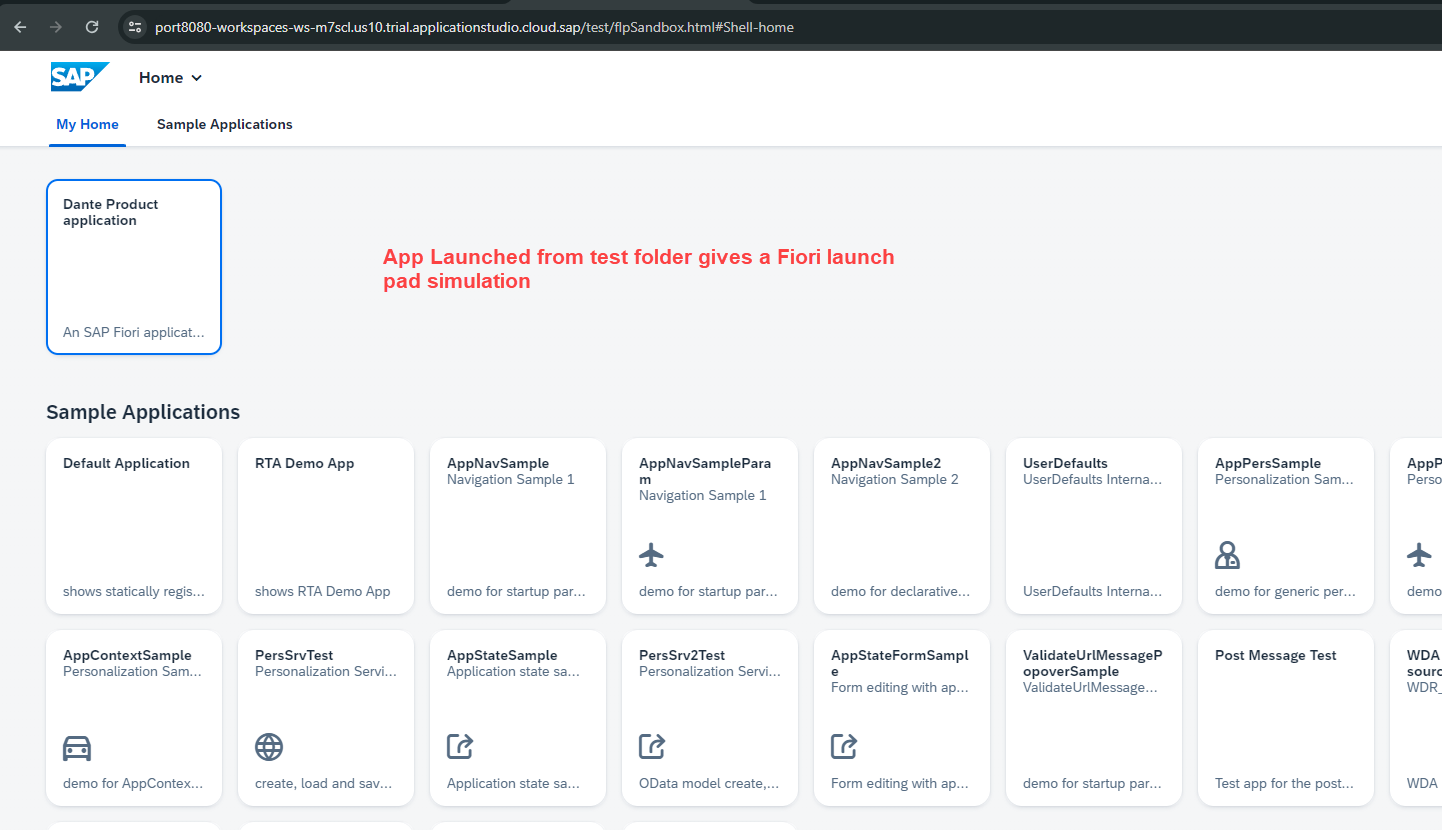 port8080-workspaces-ws-m7scl.us10.trial.applicationstudio.cloud.sap/test/flpSandbox.html#Shell-home
SAP Home
My Home Sample Applications
Dante Product
application
An SAP Fiori applicat...
App Launched from test folder gives a Fiori launch
pad simulation
Sample Applications
Default Application
shows statically regis...
RTA Demo App
shows RTA Demo App
AppNavSample
Navigation Sample 1
demo for startup par...
AppNavSamplePara
m
Navigation Sample 1
demo for startup par...
AppNavSample2
Navigation Sample 2
demo for declarative...
UserDefaults
UserDefaults Interna...
UserDefaults Interna...
AppPersSample
Personalization Sam...
demo for generic per...
AppP
Perso
demo
AppContextSample
Personalization Sam...
demo for AppContex...
PersSrvTest
Personalization Servi...
create, load and sav...
AppStateSample
Application state sa...
Application state sa...
PersSrv2Test
Personalization Servi...
OData model create,...
AppStateFormSampl
e
Form editing with ap...
Form editing with ap...
ValidateUrlMessageP
opoverSample
ValidateUrlMessage...
demo for startup par...
Post Message Test
Test app for the post...
WDA
sourc
WDR_
WDA